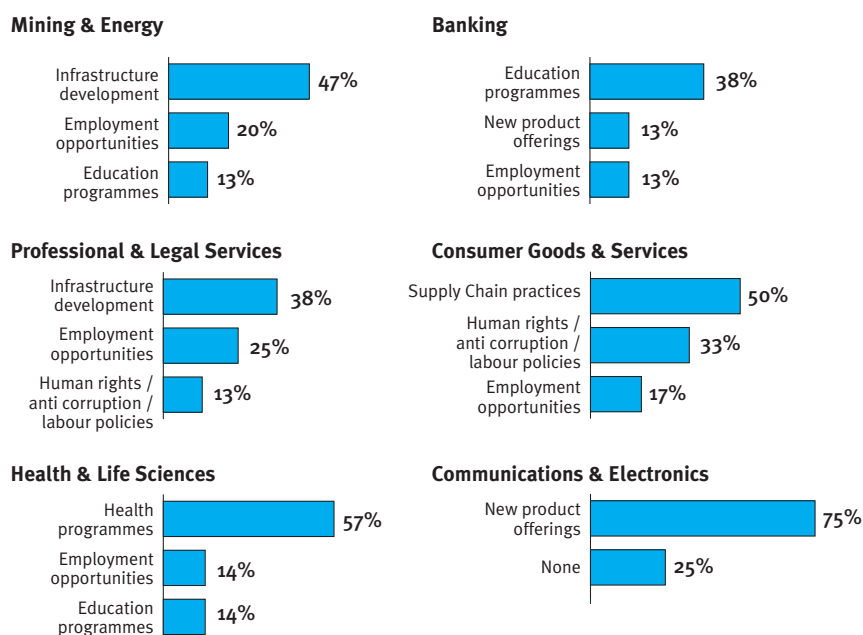 Mining & Energy
Infrastructure
development
47%
Employment
opportunities
20%
Education
programmes
13%
Banking
Education
programmes
38%
New product
offerings
13%
Employment
opportunities
13%
Professional & Legal Services
Infrastructure
development
38%
Employment
opportunities
25%
Human rights /
anti corruption /
labour policies
13%
Consumer Goods & Services
Supply Chain practices
50%
Human rights /
anti corruption /
labour policies
33%
Employment
opportunities
17%
Health & Life Sciences
Health
programmes
57%
Employment
opportunities
14%
Education
programmes
14%
Communications & Electronics
New product
offerings
75%
None
25%